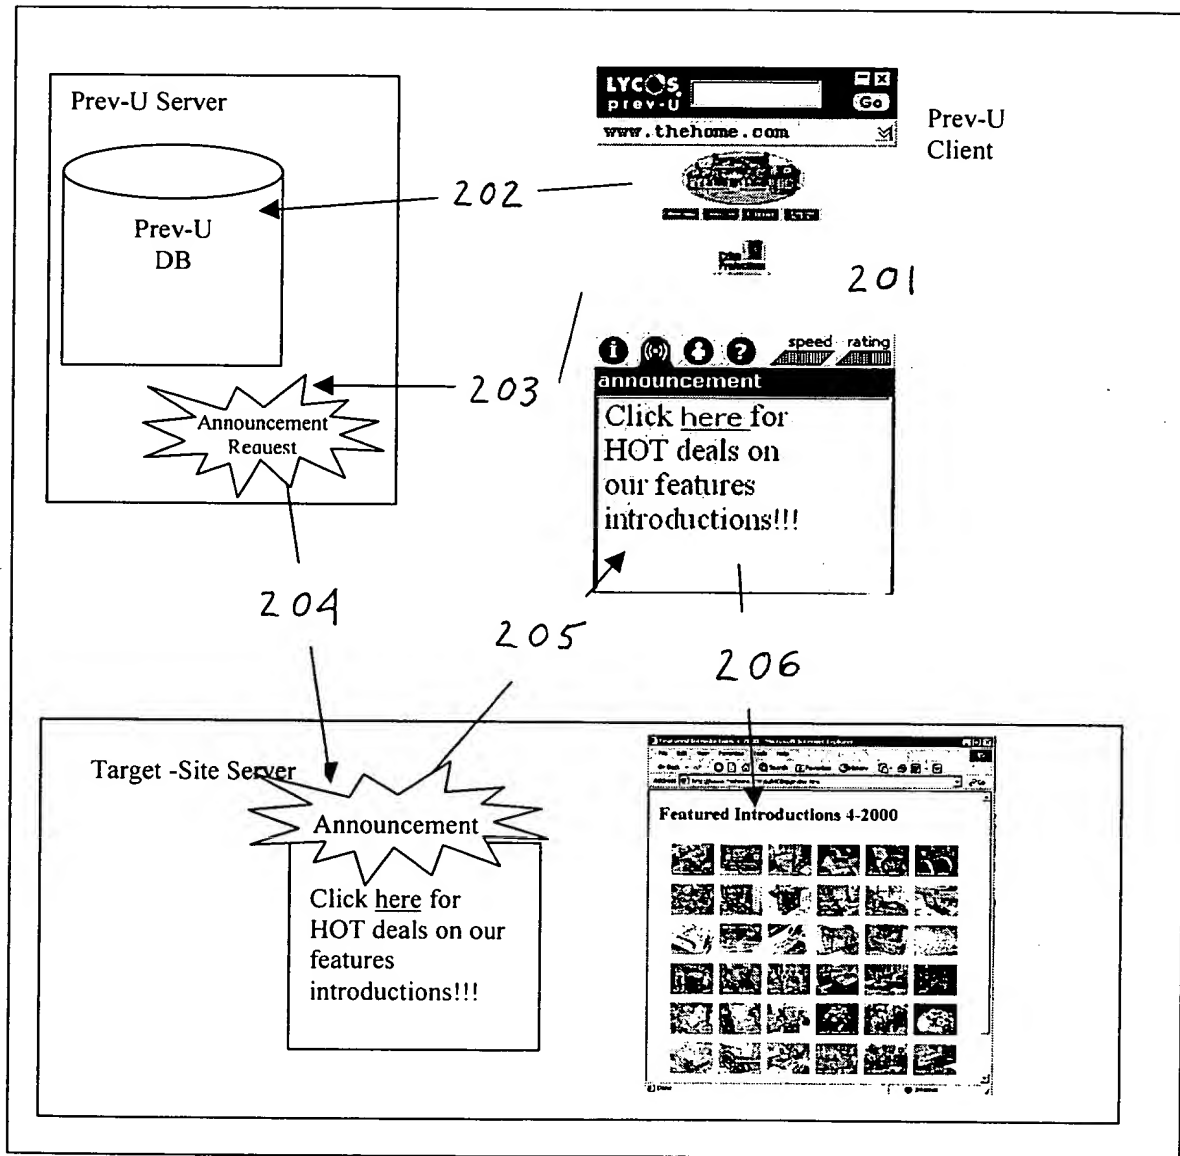 Prev-U Server
Prev-U
DB
Announcement
Request
LYCOS
prev-U
Go
www.thehome.com
Prev-U
Client
201
202
203
speed rating
announcement
Click here for
HOT deals on
our features
introductions!!!
204
205
206
Target -Site Server
Announcement
Click here for
HOT deals on our
features
introductions!!!
Featured Introductions 4-2000